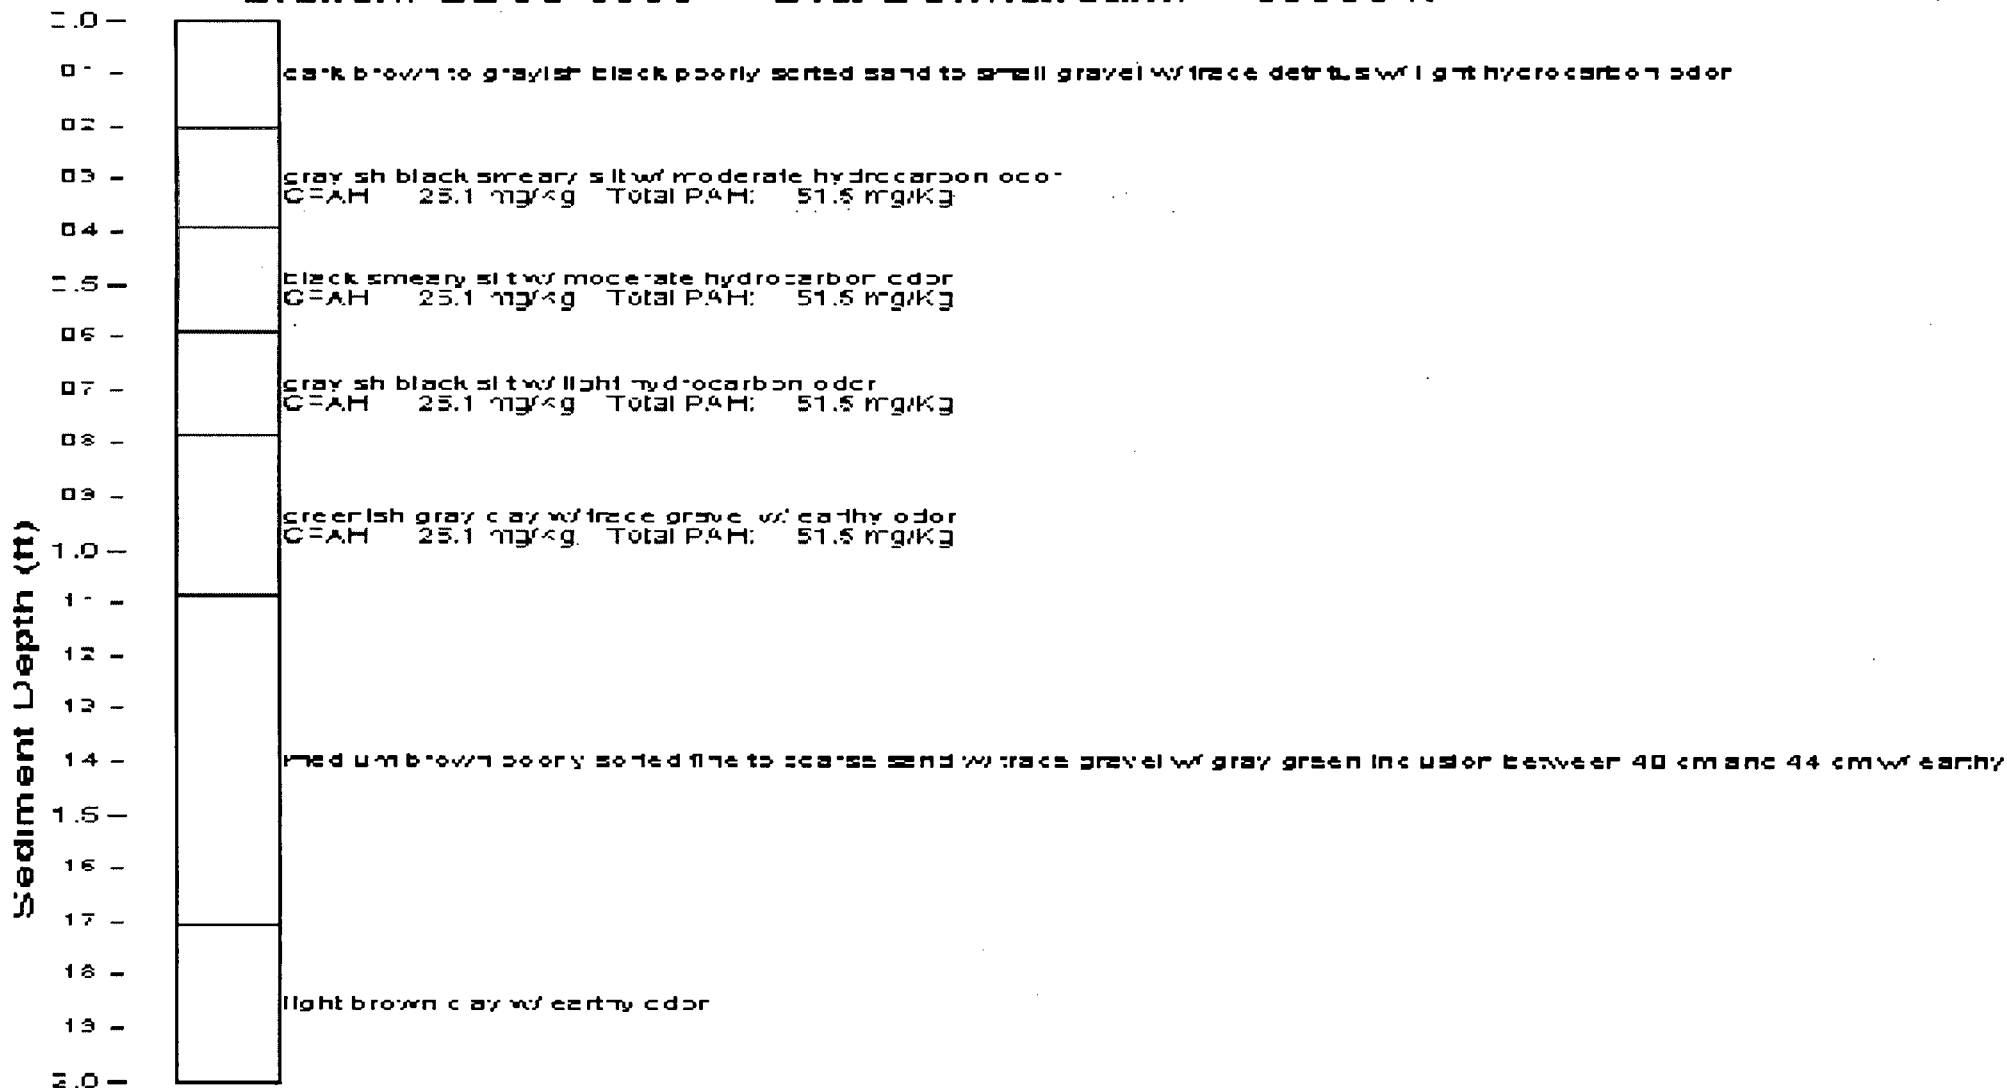 0.0
0.1
dark brown to grayish black poorly sorted sand to small gravel w/ trace detritus w/ light hydrocarbon odor
0.2
0.3
grayish black smeary silt w/ moderate hydrocarbon odor
CPAH 25.1 mg/Kg Total PAH: 51.5 mg/Kg
0.4
0.5
black smeary silt w/ moderate hydrocarbon odor
CPAH 25.1 mg/Kg Total PAH: 51.5 mg/Kg
0.6
0.7
grayish black silt w/ light hydrocarbon odor
CPAH 25.1 mg/Kg Total PAH: 51.5 mg/Kg
0.8
0.9
greenish gray clay w/ trace gravel w/ earthy odor
CPAH 25.1 mg/Kg Total PAH: 51.5 mg/Kg
1.0
1.1
1.2
1.3
1.4
medium brown poorly sorted fine to coarse sand w/ trace gravel w/ gray green inclusion between 40 cm and 44 cm w/ earthy
1.5
1.6
1.7
1.8
light brown clay w/ earthy odor
1.9
2.0
Sediment Depth (ft)